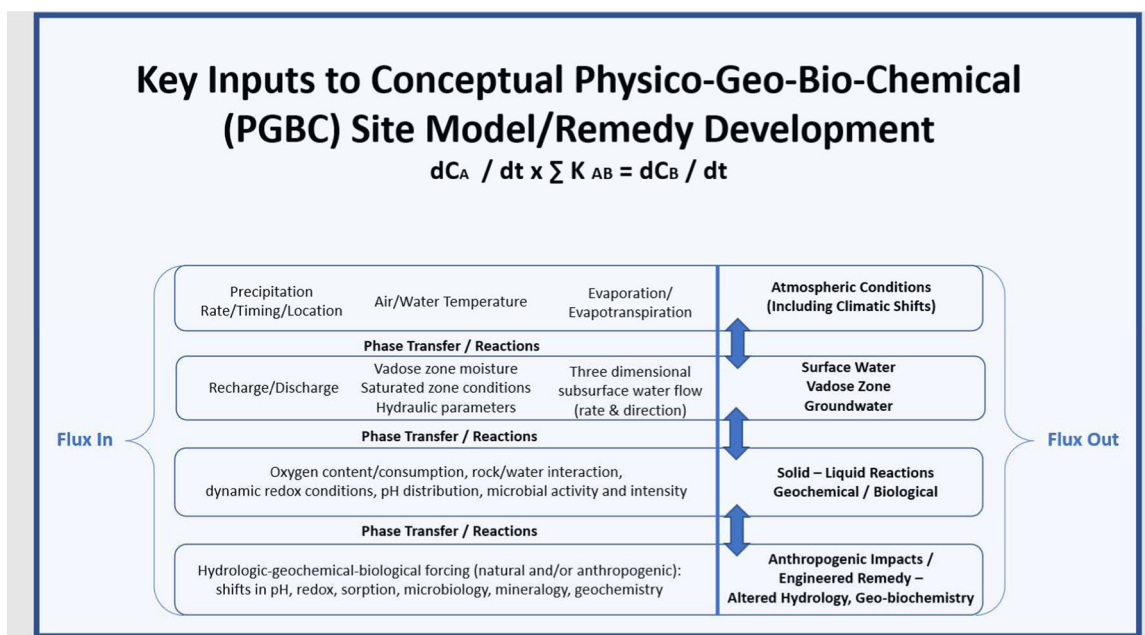 Key Inputs to Conceptual Physico-Geo-Bio-Chemical
(PGBC) Site Model/Remedy Development
dCA / dt x ∑ K AB = dCB / dt
Precipitation
Rate/Timing/Location
Air/Water Temperature
Evaporation/
Evapotranspiration
Atmospheric Conditions
(Including Climatic Shifts)
Phase Transfer / Reactions
Recharge/Discharge
Vadose zone moisture
Saturated zone conditions
Hydraulic parameters
Three dimensional
subsurface water flow
(rate & direction)
Surface Water
Vadose Zone
Groundwater
Flux In
Flux Out
Phase Transfer / Reactions
Oxygen content/consumption, rock/water interaction,
dynamic redox conditions, pH distribution, microbial activity and intensity
Solid – Liquid Reactions
Geochemical / Biological
Phase Transfer / Reactions
Hydrologic-geochemical-biological forcing (natural and/or anthropogenic):
shifts in pH, redox, sorption, microbiology, mineralogy, geochemistry
Anthropogenic Impacts /
Engineered Remedy –
Altered Hydrology, Geo-biochemistry